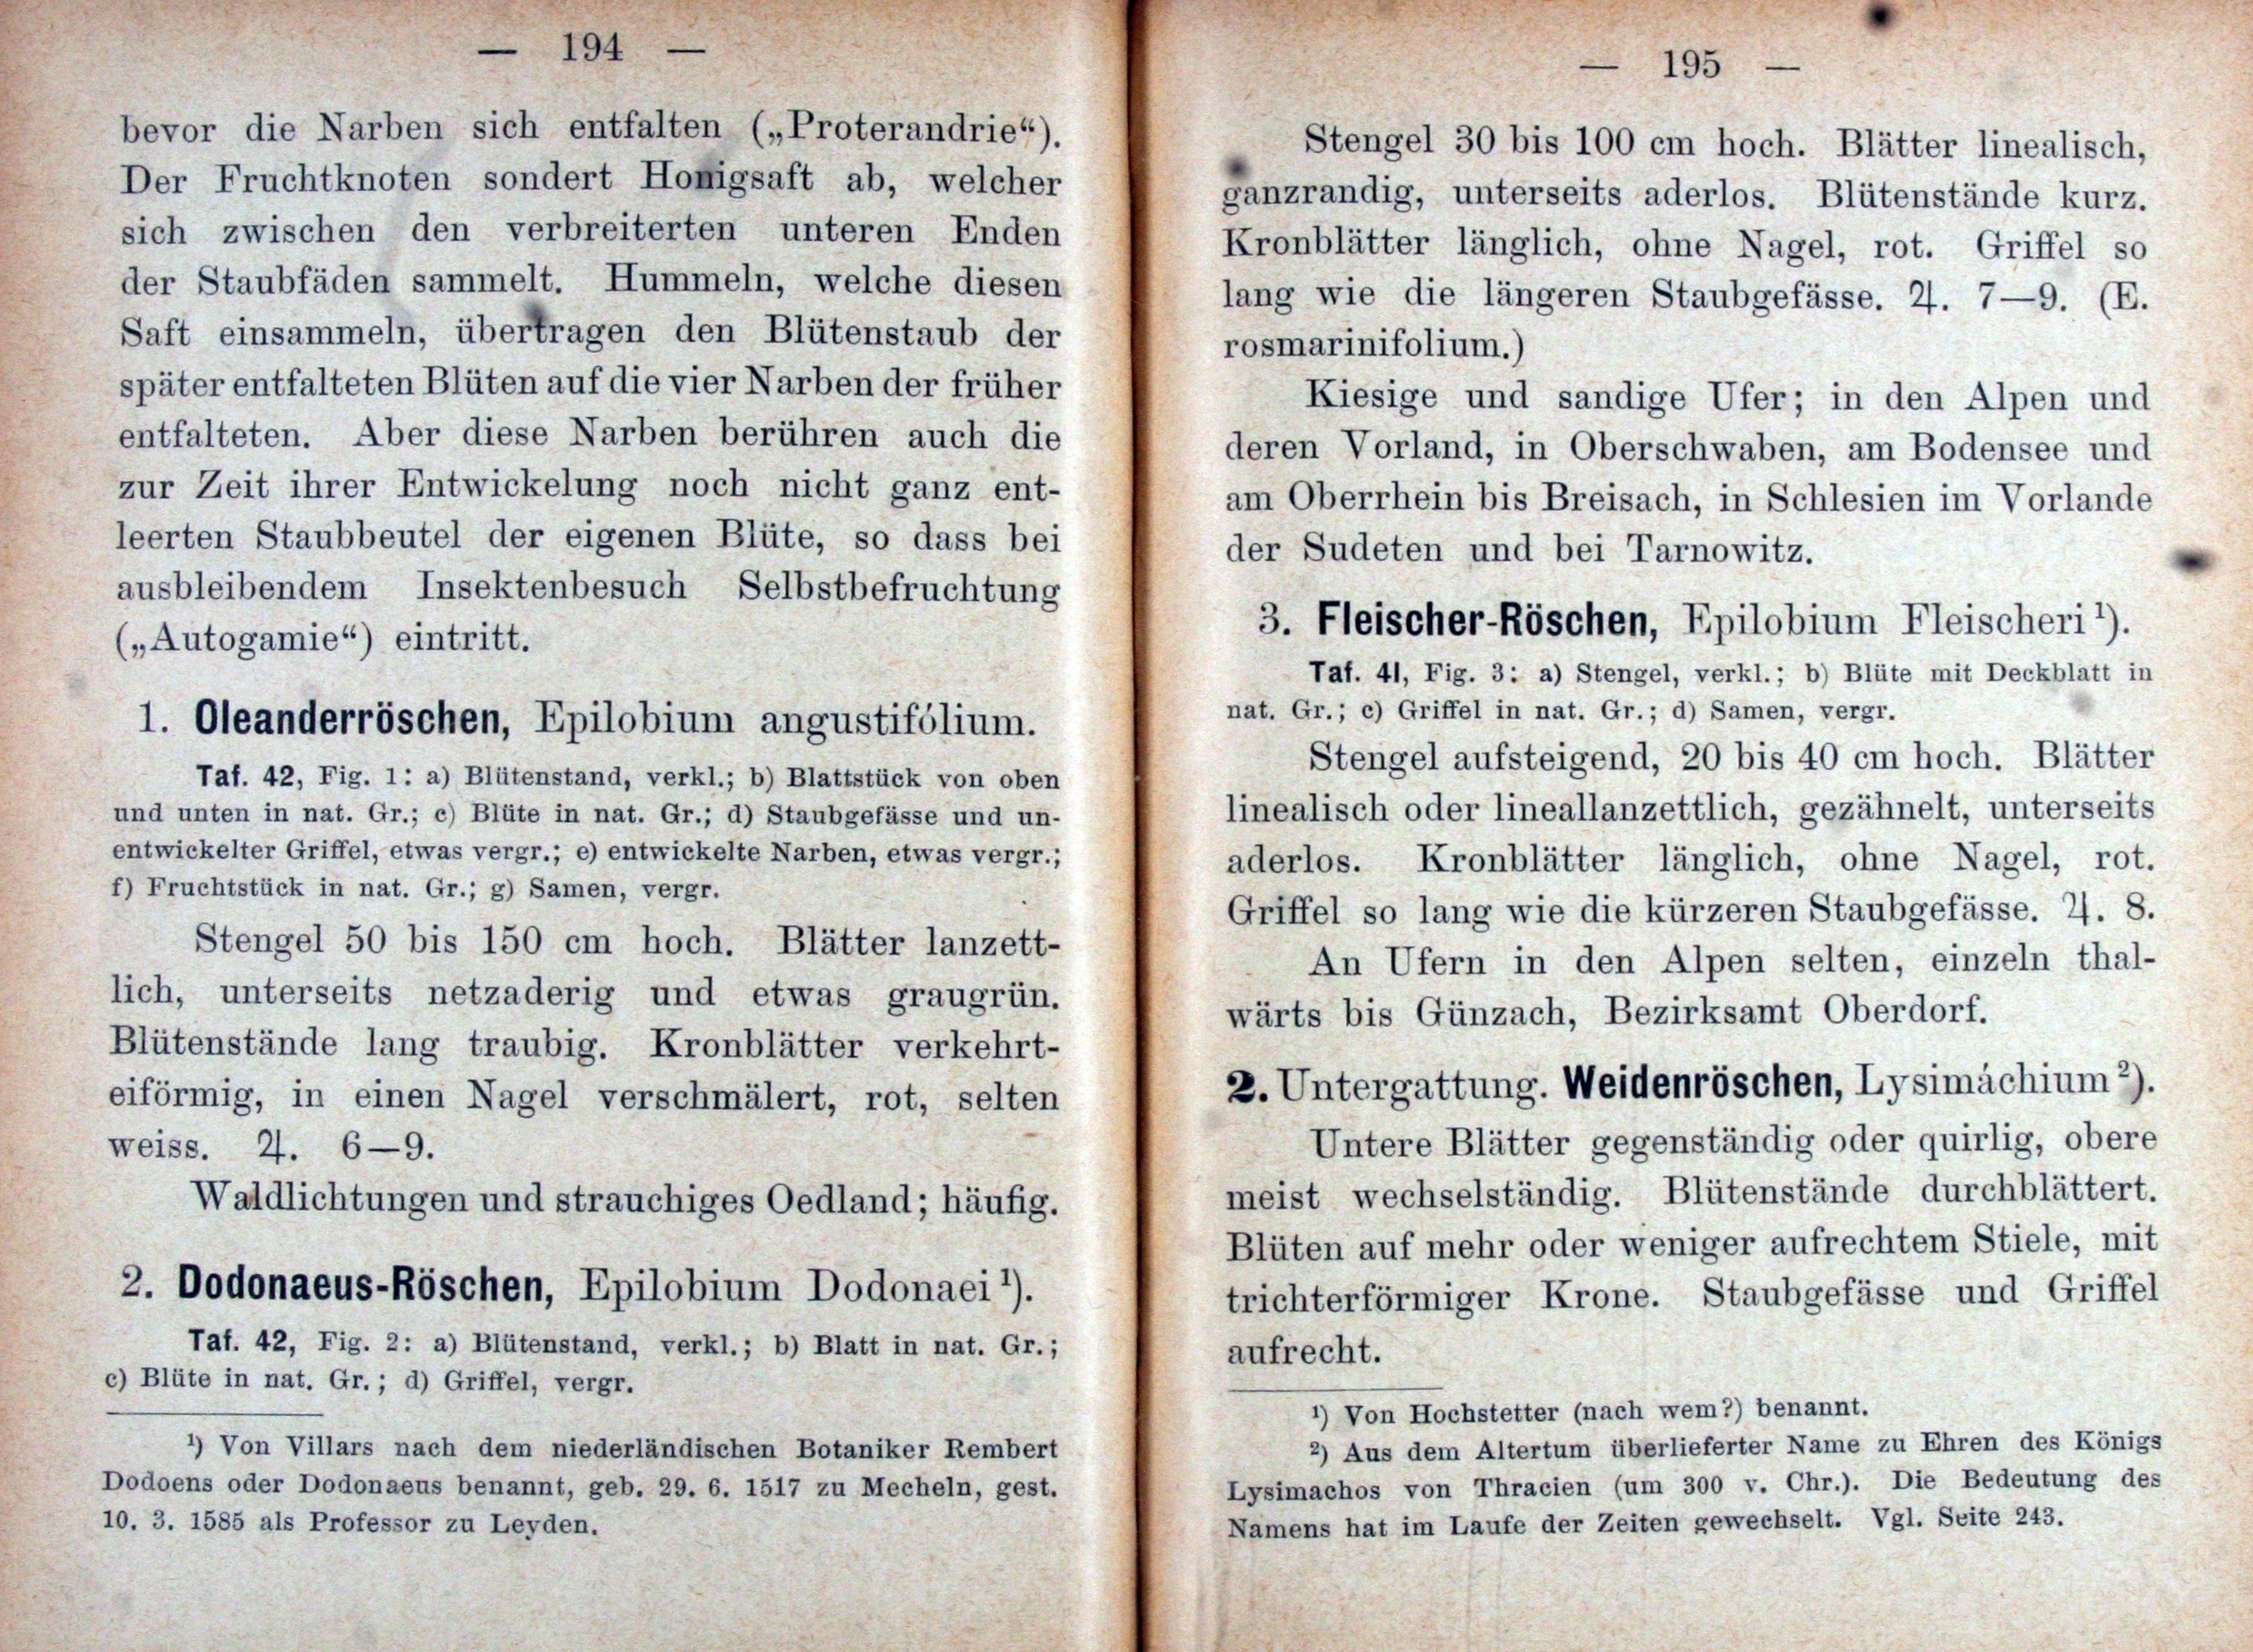 — 194 —
bevor die Narben sich entfalten („Proterandrie“).
Der Fruchtknoten sondert Honigsaft ab, welcher
sich zwischen den verbreiterten unteren Enden
der Staubfäden sammelt. Hummeln, welche diesen
Saft einsammeln, übertragen den Blütenstaub der
später entfalteten Blüten auf die vier Narben der früher
entfalteten. Aber diese Narben berühren auch die
zur Zeit ihrer Entwickelung noch nicht ganz ent-
leerten Staubbeutel der eigenen Blüte, so dass bei
ausbleibendem Insektenbesuch Selbstbefruchtung
(„Autogamie“) eintritt.
1. Oleanderröschen, Epilobium angustifólium.
Taf. 42, Fig. 1: a) Blütenstand, verkl.; b) Blattstück von oben
und unten in nat. Gr.; c) Blüte in nat. Gr.; d) Staubgefässe und un-
entwickelter Griffel, etwas vergr.; e) entwickelte Narben, etwas vergr.;
f) Fruchtstück in nat. Gr.; g) Samen, vergr.
Stengel 50 bis 150 cm hoch. Blätter lanzett-
lich, unterseits netzaderig und etwas graugrün.
Blütenstände lang traubig. Kronblätter verkehrt-
eiförmig, in einen Nagel verschmälert, rot, selten
weiss. ♃. 6—9.
Waldlichtungen und strauchiges Oedland; häufig.
2. Dodonaeus-Röschen, Epilobium Dodonaei ¹).
Taf. 42, Fig. 2: a) Blütenstand, verkl.; b) Blatt in nat. Gr.;
c) Blüte in nat. Gr.; d) Griffel, vergr.
¹) Von Villars nach dem niederländischen Botaniker Rembert
Dodoens oder Dodonaeus benannt, geb. 29. 6. 1517 zu Mecheln, gest.
10. 3. 1585 als Professor zu Leyden.
— 195 —
Stengel 30 bis 100 cm hoch. Blätter linealisch,
ganzrandig, unterseits aderlos. Blütenstände kurz.
Kronblätter länglich, ohne Nagel, rot. Griffel so
lang wie die längeren Staubgefässe. ♃. 7—9. (E.
rosmarinifolium.)
Kiesige und sandige Ufer; in den Alpen und
deren Vorland, in Oberschwaben, am Bodensee und
am Oberrhein bis Breisach, in Schlesien im Vorlande
der Sudeten und bei Tarnowitz.
3. Fleischer-Röschen, Epilobium Fleischeri ¹).
Taf. 41, Fig. 3: a) Stengel, verkl.; b) Blüte mit Deckblatt in
nat. Gr.; c) Griffel in nat. Gr.; d) Samen, vergr.
Stengel aufsteigend, 20 bis 40 cm hoch. Blätter
linealisch oder lineallanzettlich, gezähnelt, unterseits
aderlos. Kronblätter länglich, ohne Nagel, rot.
Griffel so lang wie die kürzeren Staubgefässe. ♃. 8.
An Ufern in den Alpen selten, einzeln thal-
wärts bis Günzach, Bezirksamt Oberdorf.
2. Untergattung. Weidenröschen, Lysimáchium ²).
Untere Blätter gegenständig oder quirlig, obere
meist wechselständig. Blütenstände durchblättert.
Blüten auf mehr oder weniger aufrechtem Stiele, mit
trichterförmiger Krone. Staubgefässe und Griffel
aufrecht.
¹) Von Hochstetter (nach wem?) benannt.
²) Aus dem Altertum überlieferter Name zu Ehren des Königs
Lysimachos von Thracien (um 300 v. Chr.). Die Bedeutung des
Namens hat im Laufe der Zeiten gewechselt. Vgl. Seite 243.